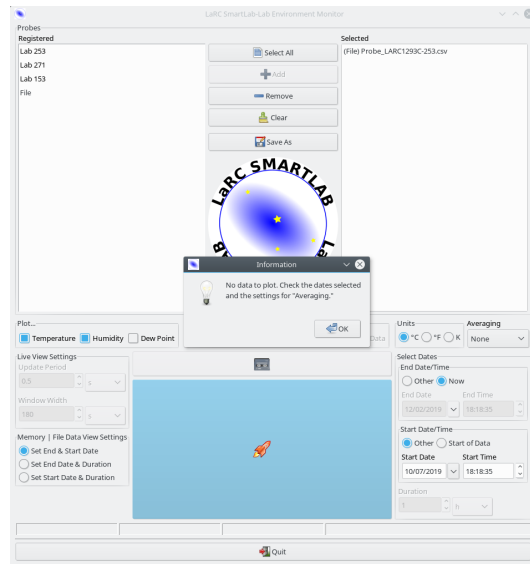 LaRC SmartLab-Lab Environment Monitor
Probes
Registered
Selected
Lab 253
Lab 271
Lab 153
File
Select All
Add
Remove
Clear
Save As
(File) Probe_LARC1293C-253.csv
LaRC SMARTLAB
Information
No data to plot. Check the dates selected
and the settings for "Averaging."
OK
Plot...
Temperature
Humidity
Dew Point
Data
Units
°C
°F
K
Averaging
None
Live View Settings
Update Period
0.5
s
Window Width
180
s
Memory | File Data View Settings
Set End & Start Date
Set End Date & Duration
Set Start Date & Duration
Select Dates
End Date/Time
Other
Now
End Date
End Time
12/02/2019
18:18:35
Start Date/Time
Other
Start of Data
Start Date
Start Time
10/07/2019
18:18:35
Duration
1
h
Quit